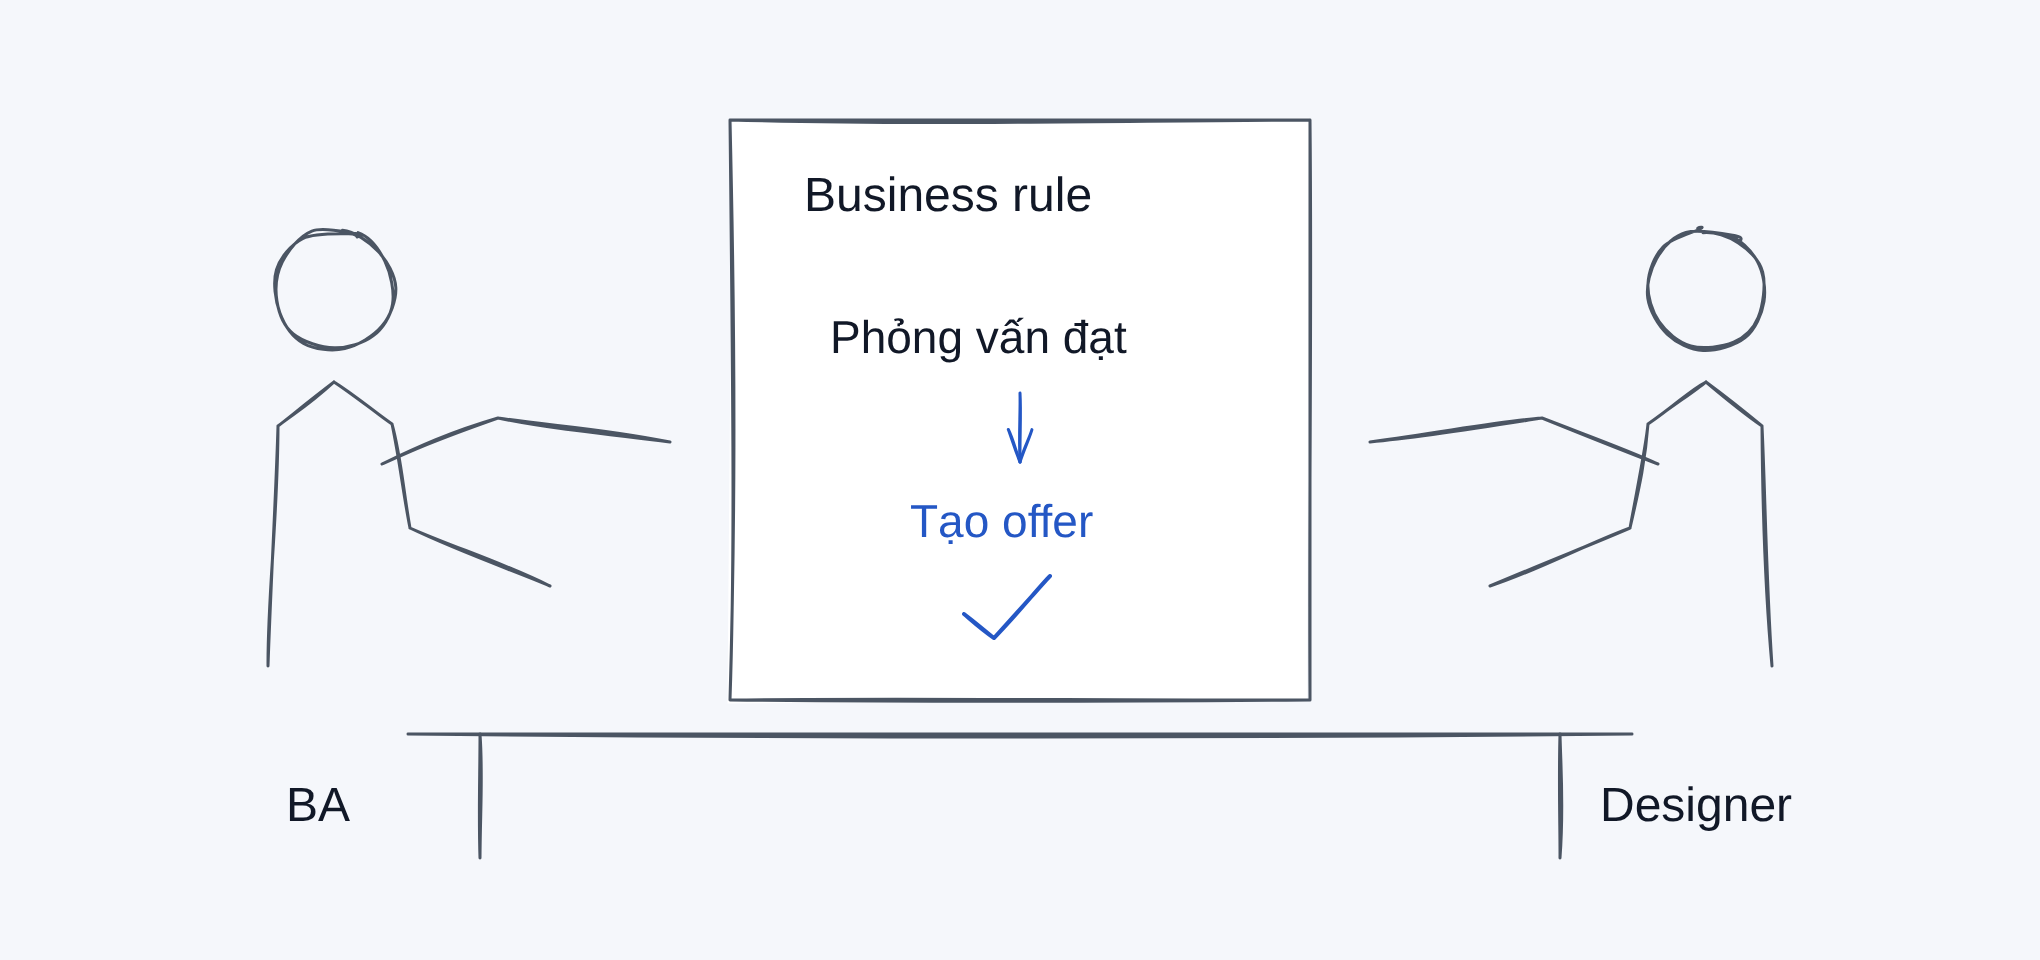 Business rule
Phỏng vấn đạt
Tạo offer
BA
Designer